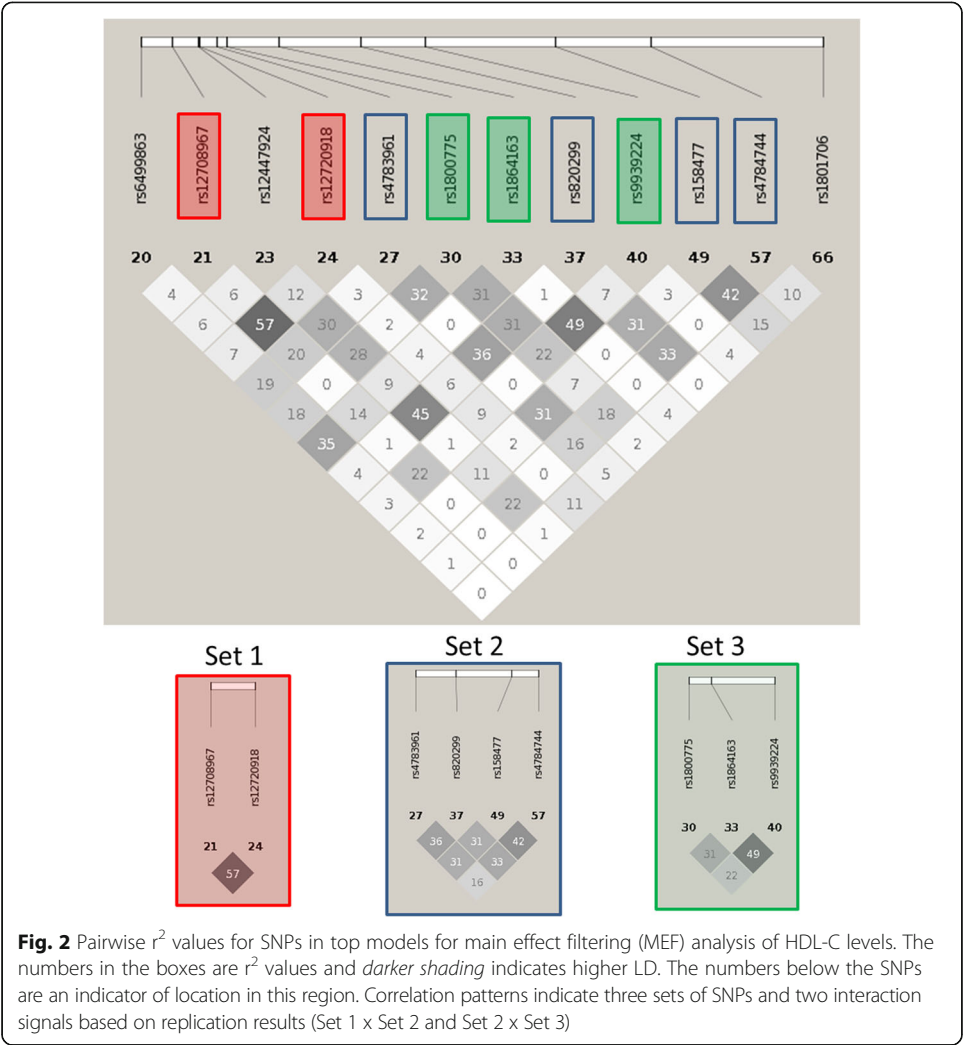 rs6499863 rs12708967 rs12447924 rs12720918 rs4783961 rs1800775 rs1864163 rs820299 rs9939224 rs158477 rs4784744 rs1801706
20 21 23 24 27 30 33 37 40 49 57 66
4 6 12 3 32 31 1 7 3 42 10
6 57 30 2 0 31 49 31 0 15
7 20 28 4 36 22 0 33 4
19 0 9 6 0 7 0 0
18 14 45 9 31 18 4
35 1 1 2 16 2
4 22 11 0 5
3 0 22 11
2 0 1
1 0
0
Set 1
rs12708967 rs12720918
21 24
57
Set 2
rs4783961 rs820299 rs158477 rs4784744
27 37 49 57
36 31 42
31 33
16
Set 3
rs1800775 rs1864163 rs9939224
30 33 40
31 49
22
Fig. 2 Pairwise r² values for SNPs in top models for main effect filtering (MEF) analysis of HDL-C levels. The
numbers in the boxes are r² values and darker shading indicates higher LD. The numbers below the SNPs
are an indicator of location in this region. Correlation patterns indicate three sets of SNPs and two interaction
signals based on replication results (Set 1 x Set 2 and Set 2 x Set 3)